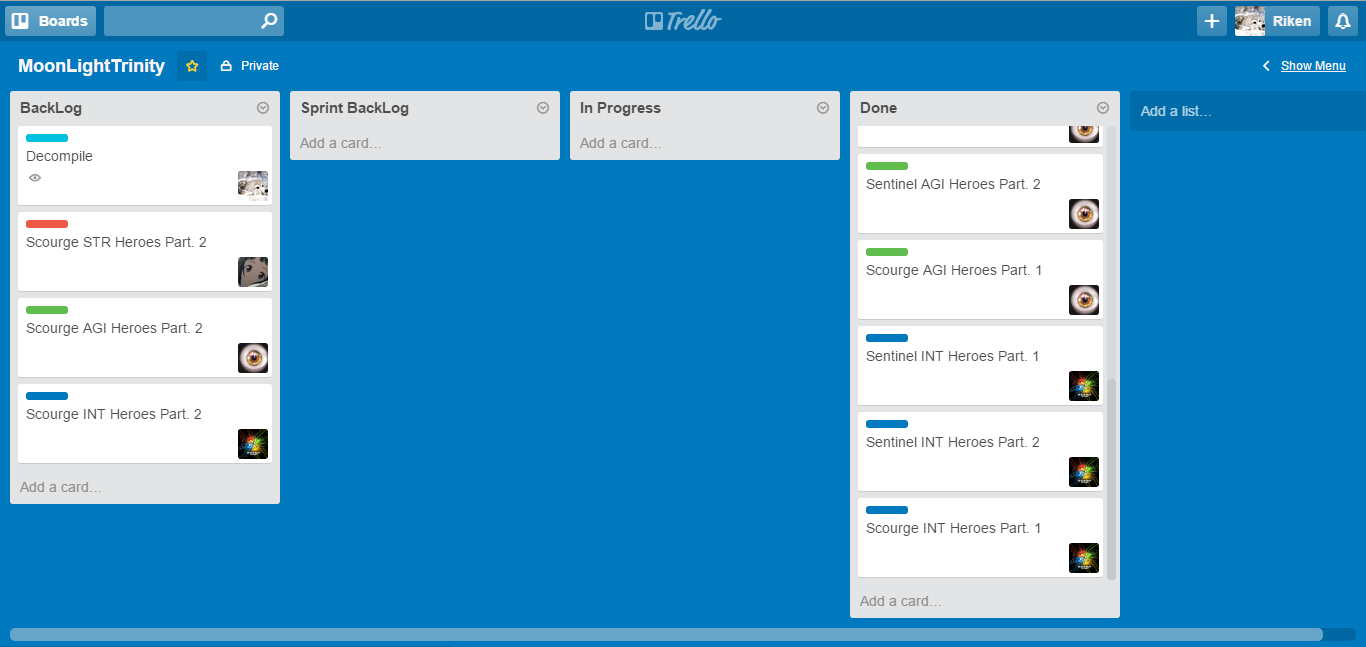 Boards
Trello
Riken
MoonLightTrinity
Private
Show Menu
BackLog
Decompile
Scourge STR Heroes Part. 2
Scourge AGI Heroes Part. 2
Scourge INT Heroes Part. 2
Add a card…
Sprint BackLog
Add a card…
In Progress
Add a card…
Done
Sentinel AGI Heroes Part. 2
Scourge AGI Heroes Part. 1
Sentinel INT Heroes Part. 1
Sentinel INT Heroes Part. 2
Scourge INT Heroes Part. 1
Add a card…
Add a list…